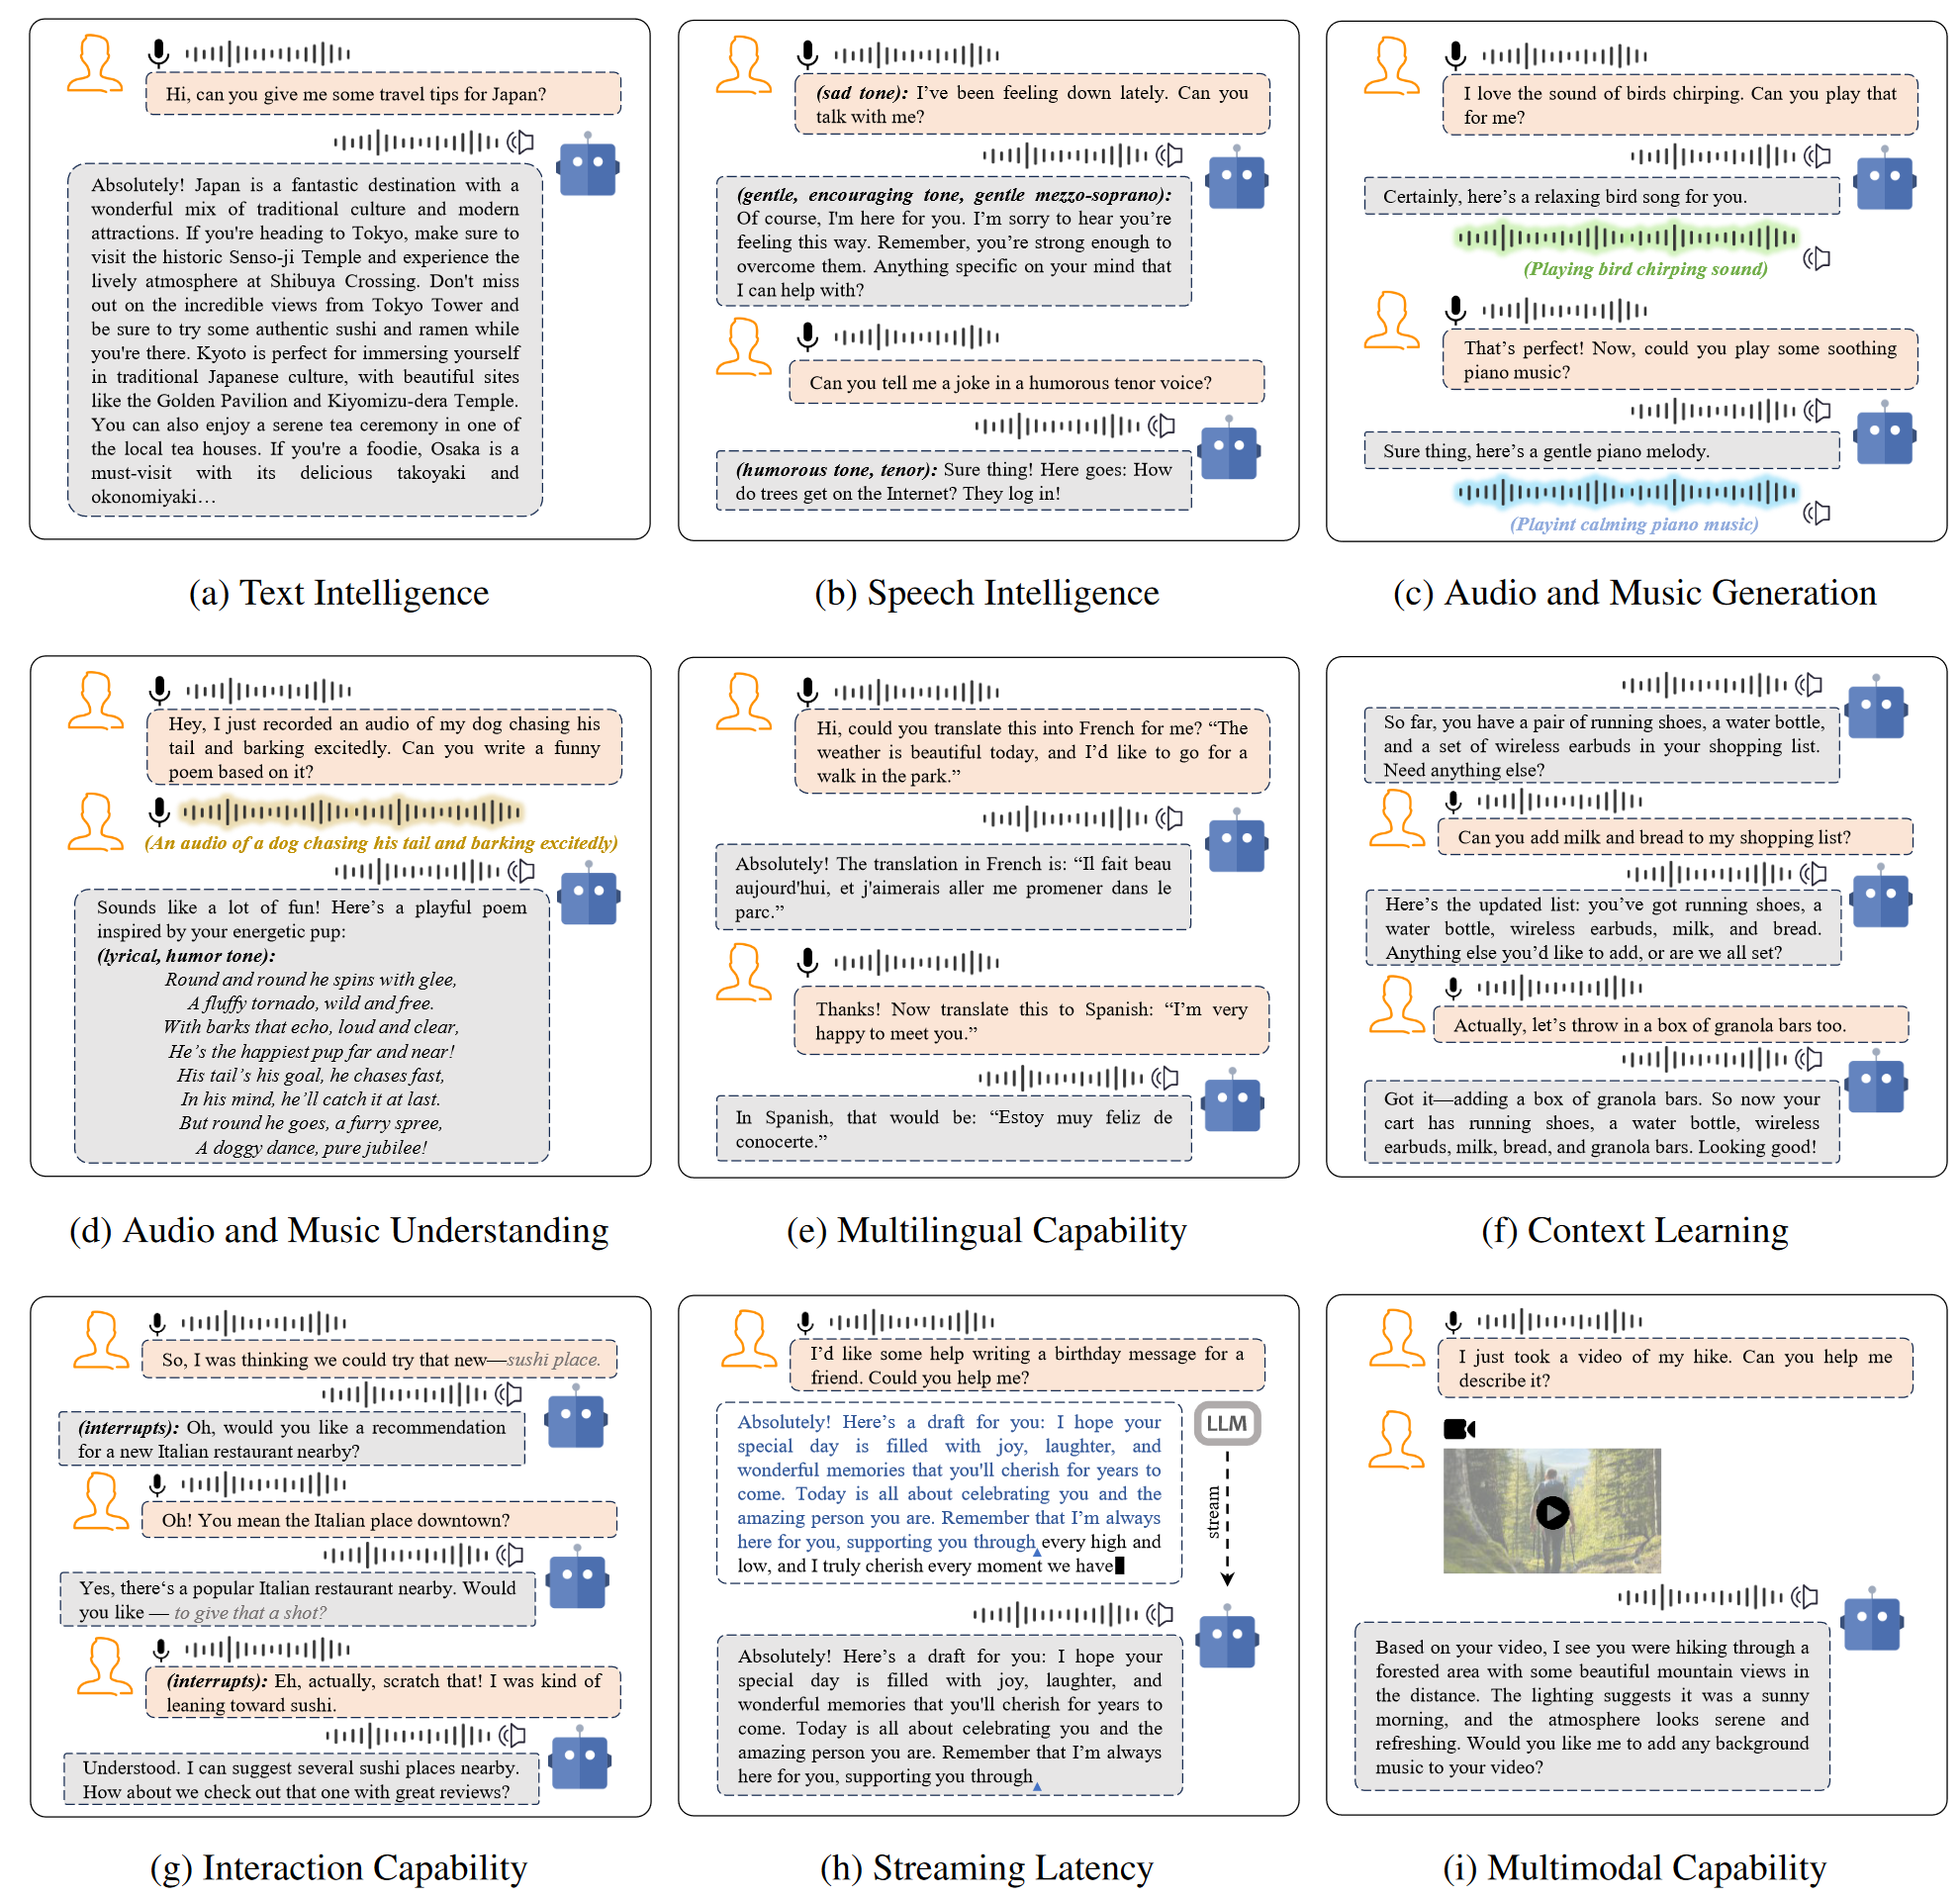 Hi, can you give me some travel tips for Japan?
Absolutely! Japan is a fantastic destination with a
wonderful mix of traditional culture and modern
attractions. If you're heading to Tokyo, make sure to
visit the historic Senso-ji Temple and experience the
lively atmosphere at Shibuya Crossing. Don't miss
out on the incredible views from Tokyo Tower and
be sure to try some authentic sushi and ramen while
you're there. Kyoto is perfect for immersing yourself
in traditional Japanese culture, with beautiful sites
like the Golden Pavilion and Kiyomizu-dera Temple.
You can also enjoy a serene tea ceremony in one of
the local tea houses. If you're a foodie, Osaka is a
must-visit with its delicious takoyaki and
okonomiyaki…
(a) Text Intelligence
(sad tone): I've been feeling down lately. Can you
talk with me?
(gentle, encouraging tone, gentle mezzo-soprano):
Of course, I'm here for you. I'm sorry to hear you're
feeling this way. Remember, you're strong enough to
overcome them. Anything specific on your mind that
I can help with?
Can you tell me a joke in a humorous tenor voice?
(humorous tone, tenor): Sure thing! Here goes: How
do trees get on the Internet? They log in!
(b) Speech Intelligence
I love the sound of birds chirping. Can you play that
for me?
Certainly, here's a relaxing bird song for you.
(Playing bird chirping sound)
That's perfect! Now, could you play some soothing
piano music?
Sure thing, here's a gentle piano melody.
(Playint calming piano music)
(c) Audio and Music Generation
Hey, I just recorded an audio of my dog chasing his
tail and barking excitedly. Can you write a funny
poem based on it?
(An audio of a dog chasing his tail and barking excitedly)
Sounds like a lot of fun! Here's a playful poem
inspired by your energetic pup:
(lyrical, humor tone):
Round and round he spins with glee,
A fluffy tornado, wild and free.
With barks that echo, loud and clear,
He's the happiest pup far and near!
His tail's his goal, he chases fast,
In his mind, he'll catch it at last.
But round he goes, a furry spree,
A doggy dance, pure jubilee!
(d) Audio and Music Understanding
Hi, could you translate this into French for me? “The
weather is beautiful today, and I'd like to go for a
walk in the park.”
Absolutely! The translation in French is: “Il fait beau
aujourd'hui, et j'aimerais aller me promener dans le
parc.”
Thanks! Now translate this to Spanish: “I'm very
happy to meet you.”
In Spanish, that would be: “Estoy muy feliz de
conocerte.”
(e) Multilingual Capability
So far, you have a pair of running shoes, a water bottle,
and a set of wireless earbuds in your shopping list.
Need anything else?
Can you add milk and bread to my shopping list?
Here's the updated list: you've got running shoes, a
water bottle, wireless earbuds, milk, and bread.
Anything else you'd like to add, or are we all set?
Actually, let's throw in a box of granola bars too.
Got it—adding a box of granola bars. So now your
cart has running shoes, a water bottle, wireless
earbuds, milk, bread, and granola bars. Looking good!
(f) Context Learning
So, I was thinking we could try that new—sushi place.
(interrupts): Oh, would you like a recommendation
for a new Italian restaurant nearby?
Oh! You mean the Italian place downtown?
Yes, there‘s a popular Italian restaurant nearby. Would
you like — to give that a shot?
(interrupts): Eh, actually, scratch that! I was kind of
leaning toward sushi.
Understood. I can suggest several sushi places nearby.
How about we check out that one with great reviews?
(g) Interaction Capability
I'd like some help writing a birthday message for a
friend. Could you help me?
LLM
stream
Absolutely! Here's a draft for you: I hope your
special day is filled with joy, laughter, and
wonderful memories that you'll cherish for years to
come. Today is all about celebrating you and the
amazing person you are. Remember that I'm always
here for you, supporting you through every high and
low, and I truly cherish every moment we have
Absolutely! Here's a draft for you: I hope your
special day is filled with joy, laughter, and
wonderful memories that you'll cherish for years to
come. Today is all about celebrating you and the
amazing person you are. Remember that I'm always
here for you, supporting you through
(h) Streaming Latency
I just took a video of my hike. Can you help me
describe it?
Based on your video, I see you were hiking through a
forested area with some beautiful mountain views in
the distance. The lighting suggests it was a sunny
morning, and the atmosphere looks serene and
refreshing. Would you like me to add any background
music to your video?
(i) Multimodal Capability